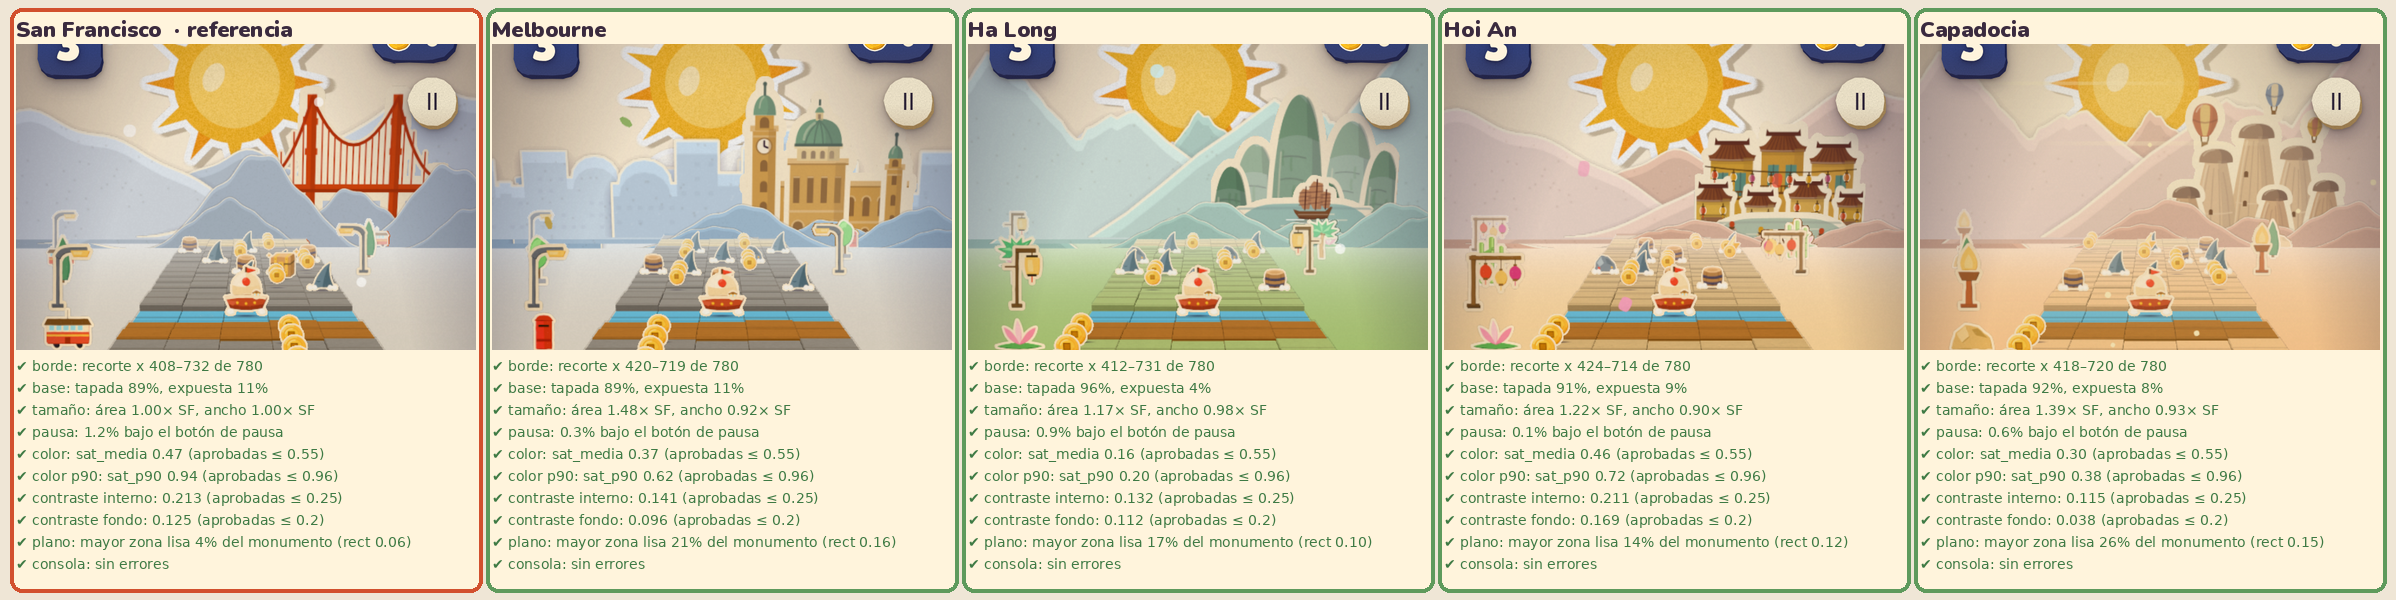 San Francisco · referencia
3
✔ borde: recorte x 408–732 de 780
✔ base: tapada 89%, expuesta 11%
✔ tamaño: área 1.00× SF, ancho 1.00× SF
✔ pausa: 1.2% bajo el botón de pausa
✔ color: sat_media 0.47 (aprobadas ≤ 0.55)
✔ color p90: sat_p90 0.94 (aprobadas ≤ 0.96)
✔ contraste interno: 0.213 (aprobadas ≤ 0.25)
✔ contraste fondo: 0.125 (aprobadas ≤ 0.2)
✔ plano: mayor zona lisa 4% del monumento (rect 0.06)
✔ consola: sin errores
Melbourne
3
✔ borde: recorte x 420–719 de 780
✔ base: tapada 89%, expuesta 11%
✔ tamaño: área 1.48× SF, ancho 0.92× SF
✔ pausa: 0.3% bajo el botón de pausa
✔ color: sat_media 0.37 (aprobadas ≤ 0.55)
✔ color p90: sat_p90 0.62 (aprobadas ≤ 0.96)
✔ contraste interno: 0.141 (aprobadas ≤ 0.25)
✔ contraste fondo: 0.096 (aprobadas ≤ 0.2)
✔ plano: mayor zona lisa 21% del monumento (rect 0.16)
✔ consola: sin errores
Ha Long
3
✔ borde: recorte x 412–731 de 780
✔ base: tapada 96%, expuesta 4%
✔ tamaño: área 1.17× SF, ancho 0.98× SF
✔ pausa: 0.9% bajo el botón de pausa
✔ color: sat_media 0.16 (aprobadas ≤ 0.55)
✔ color p90: sat_p90 0.20 (aprobadas ≤ 0.96)
✔ contraste interno: 0.132 (aprobadas ≤ 0.25)
✔ contraste fondo: 0.112 (aprobadas ≤ 0.2)
✔ plano: mayor zona lisa 17% del monumento (rect 0.10)
✔ consola: sin errores
Hoi An
3
✔ borde: recorte x 424–714 de 780
✔ base: tapada 91%, expuesta 9%
✔ tamaño: área 1.22× SF, ancho 0.90× SF
✔ pausa: 0.1% bajo el botón de pausa
✔ color: sat_media 0.46 (aprobadas ≤ 0.55)
✔ color p90: sat_p90 0.72 (aprobadas ≤ 0.96)
✔ contraste interno: 0.211 (aprobadas ≤ 0.25)
✔ contraste fondo: 0.169 (aprobadas ≤ 0.2)
✔ plano: mayor zona lisa 14% del monumento (rect 0.12)
✔ consola: sin errores
Capadocia
3
✔ borde: recorte x 418–720 de 780
✔ base: tapada 92%, expuesta 8%
✔ tamaño: área 1.39× SF, ancho 0.93× SF
✔ pausa: 0.6% bajo el botón de pausa
✔ color: sat_media 0.30 (aprobadas ≤ 0.55)
✔ color p90: sat_p90 0.38 (aprobadas ≤ 0.96)
✔ contraste interno: 0.115 (aprobadas ≤ 0.25)
✔ contraste fondo: 0.038 (aprobadas ≤ 0.2)
✔ plano: mayor zona lisa 26% del monumento (rect 0.15)
✔ consola: sin errores